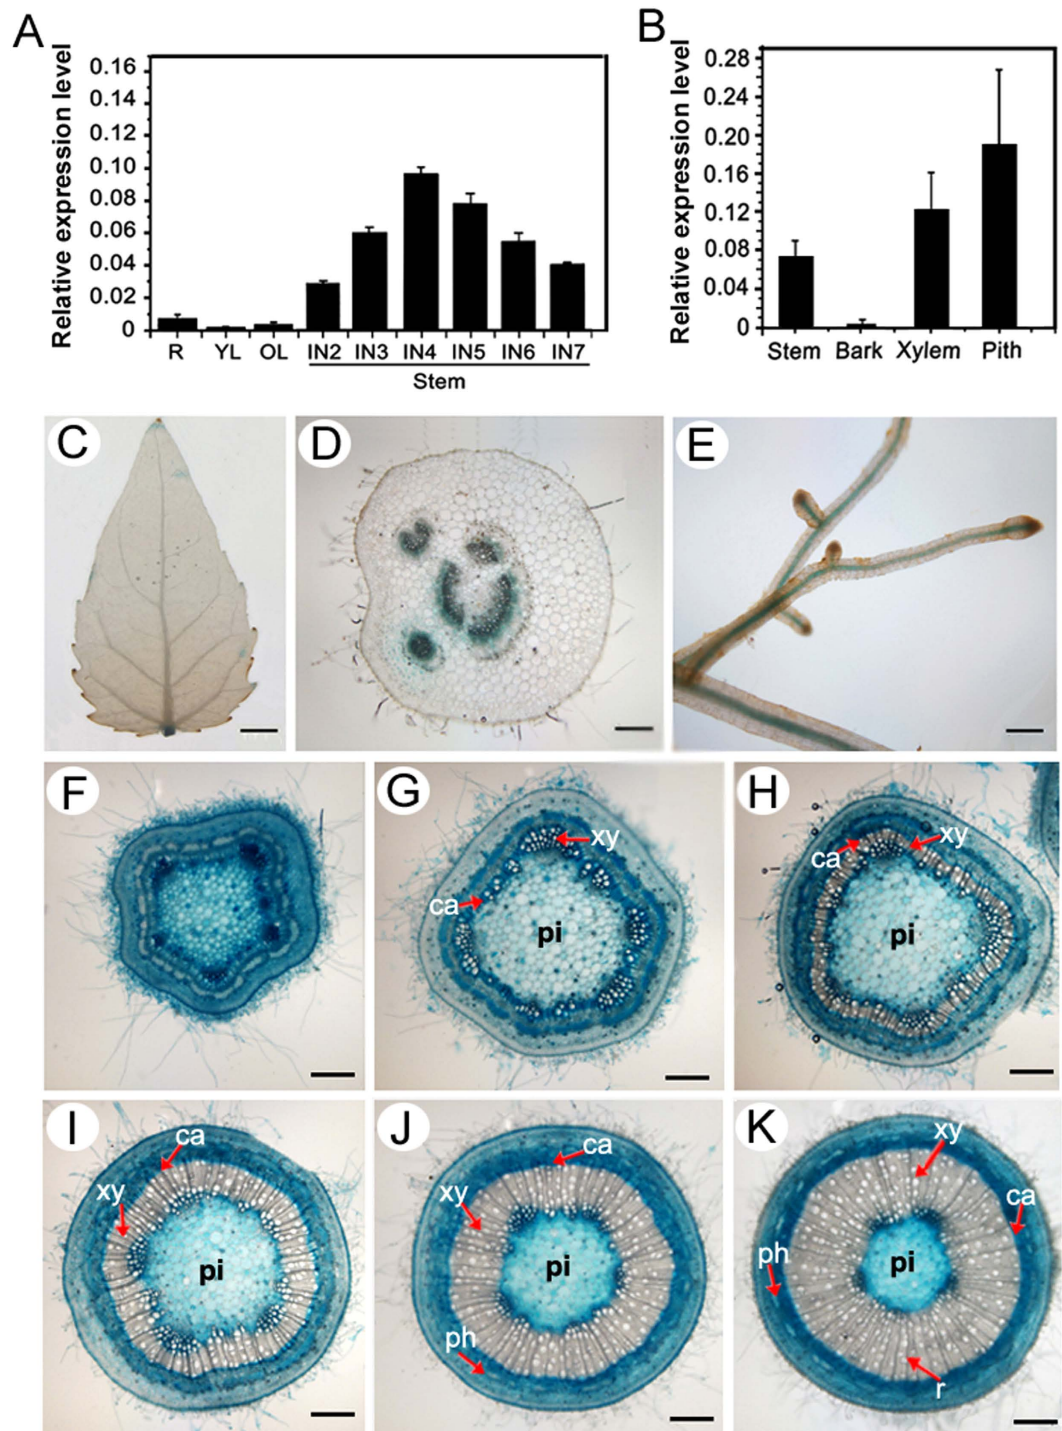 A
Relative expression level
0.16
0.14
0.12
0.10
0.08
0.06
0.04
0.02
0
R YL OL IN2 IN3 IN4 IN5 IN6 IN7
Stem
B
Relative expression level
0.28
0.24
0.20
0.16
0.12
0.08
0.04
0
Stem Bark Xylem Pith
C
D
E
F
G
xy
ca
pi
H
xy
ca
pi
I
ca
xy
pi
J
ca
xy
pi
ph
K
xy
ca
ph
pi
r